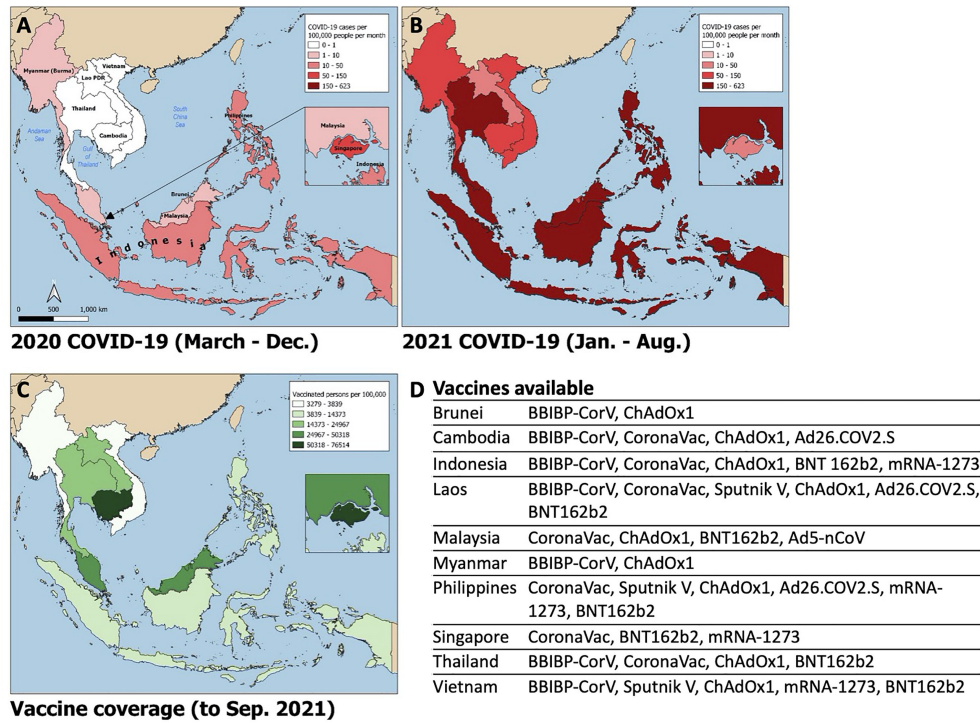 A
COVID-19 cases per
100,000 people per month
0 - 1
1 - 10
10 - 50
50 - 150
150 - 623
Myanmar (Burma)
Vietnam
Lao PDR
Thailand
Cambodia
Andaman
Sea
Gulf
of
Thailand
South
China
Sea
Philippines
Malaysia
Singapore
Indonesia
Brunei
Malaysia
Indonesia
0 500 1,000 km
2020 COVID-19 (March - Dec.)
B
COVID-19 cases per
100,000 people per month
0 - 1
1 - 10
10 - 50
50 - 150
150 - 623
2021 COVID-19 (Jan. - Aug.)
C
Vaccinated persons per 100,000
3279 - 3839
3839 - 14373
14373 - 24967
24967 - 50318
50318 - 76514
Vaccine coverage (to Sep. 2021)
D Vaccines available
Brunei BBIBP-CorV, ChAdOx1
Cambodia BBIBP-CorV, CoronaVac, ChAdOx1, Ad26.COV2.S
Indonesia BBIBP-CorV, CoronaVac, ChAdOx1, BNT 162b2, mRNA-1273
Laos BBIBP-CorV, CoronaVac, Sputnik V, ChAdOx1, Ad26.COV2.S,
BNT162b2
Malaysia CoronaVac, ChAdOx1, BNT162b2, Ad5-nCoV
Myanmar BBIBP-CorV, ChAdOx1
Philippines CoronaVac, Sputnik V, ChAdOx1, Ad26.COV2.S, mRNA-
1273, BNT162b2
Singapore CoronaVac, BNT162b2, mRNA-1273
Thailand BBIBP-CorV, CoronaVac, ChAdOx1, BNT162b2
Vietnam BBIBP-CorV, Sputnik V, ChAdOx1, mRNA-1273, BNT162b2